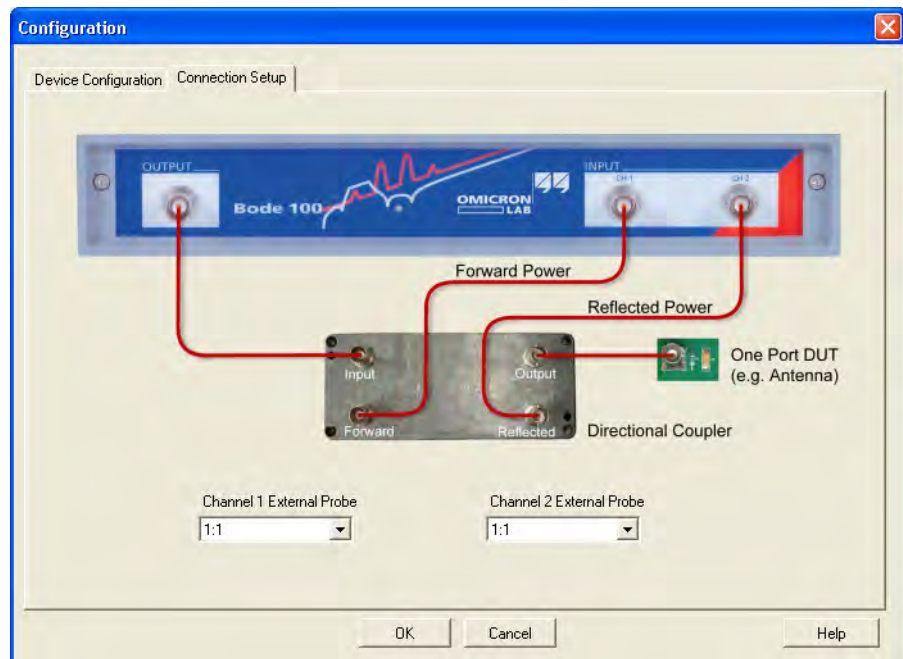 Configuration
Device Configuration
Connection Setup
OUTPUT
INPUT
CH 1
CH 2
Bode 100
OMICRON
LAB
Forward Power
Reflected Power
Input
Output
One Port DUT
(e.g. Antenna)
Forward
Reflected
Directional Coupler
Channel 1 External Probe
Channel 2 External Probe
1:1
1:1
OK
Cancel
Help